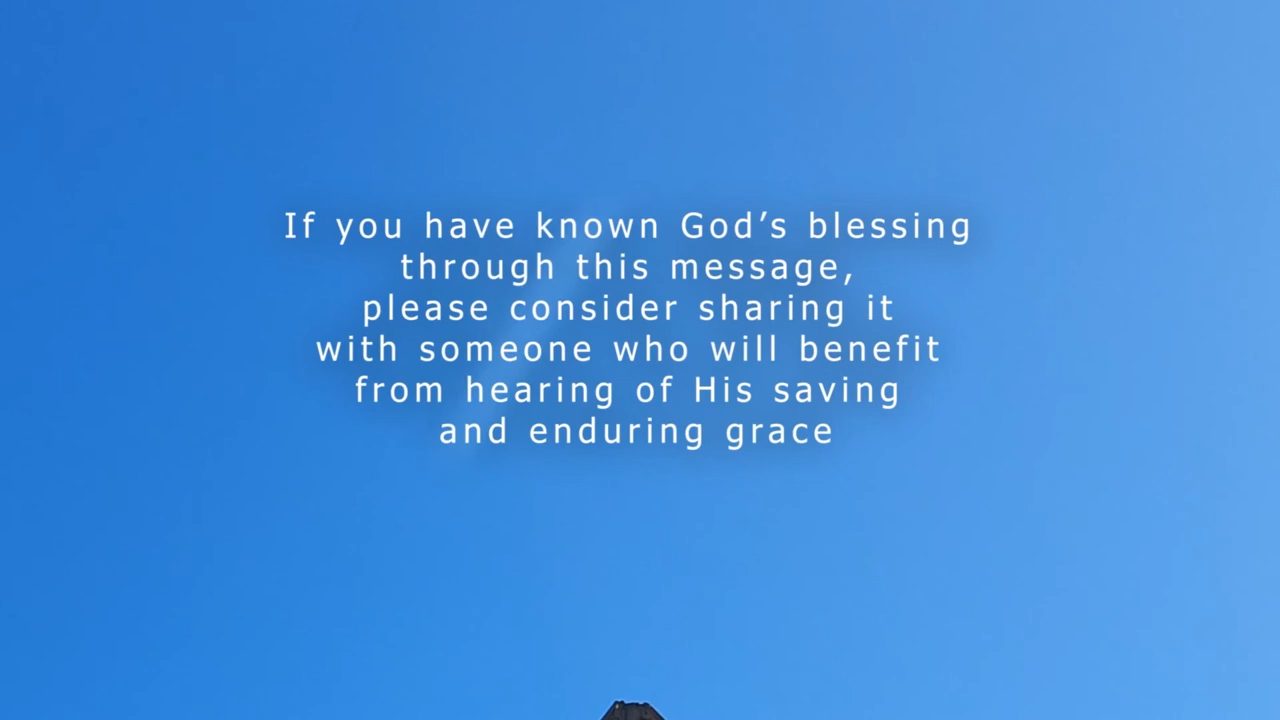 If you have known God’s blessing
through this message,
please consider sharing it
with someone who will benefit
from hearing of His saving
and enduring grace